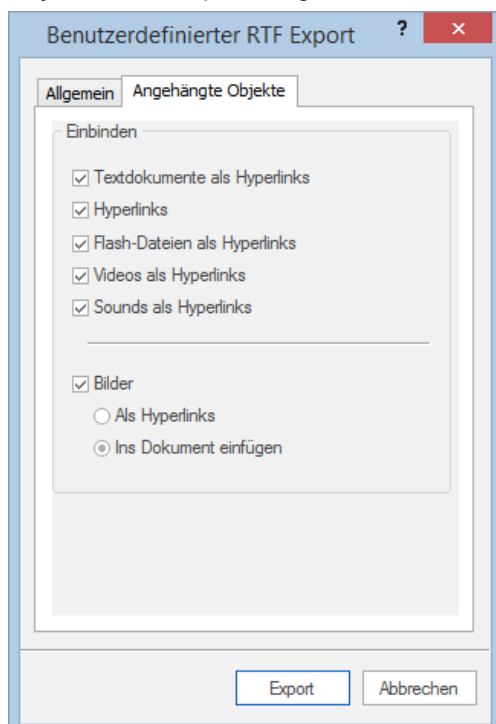 Benutzerdefinierter RTF Export ? ×
Allgemein Angehängte Objekte
Einbinden
Textdokumente als Hyperlinks
Hyperlinks
Flash-Dateien als Hyperlinks
Videos als Hyperlinks
Sounds als Hyperlinks
Bilder
Als Hyperlinks
Ins Dokument einfügen
Export Abbrechen